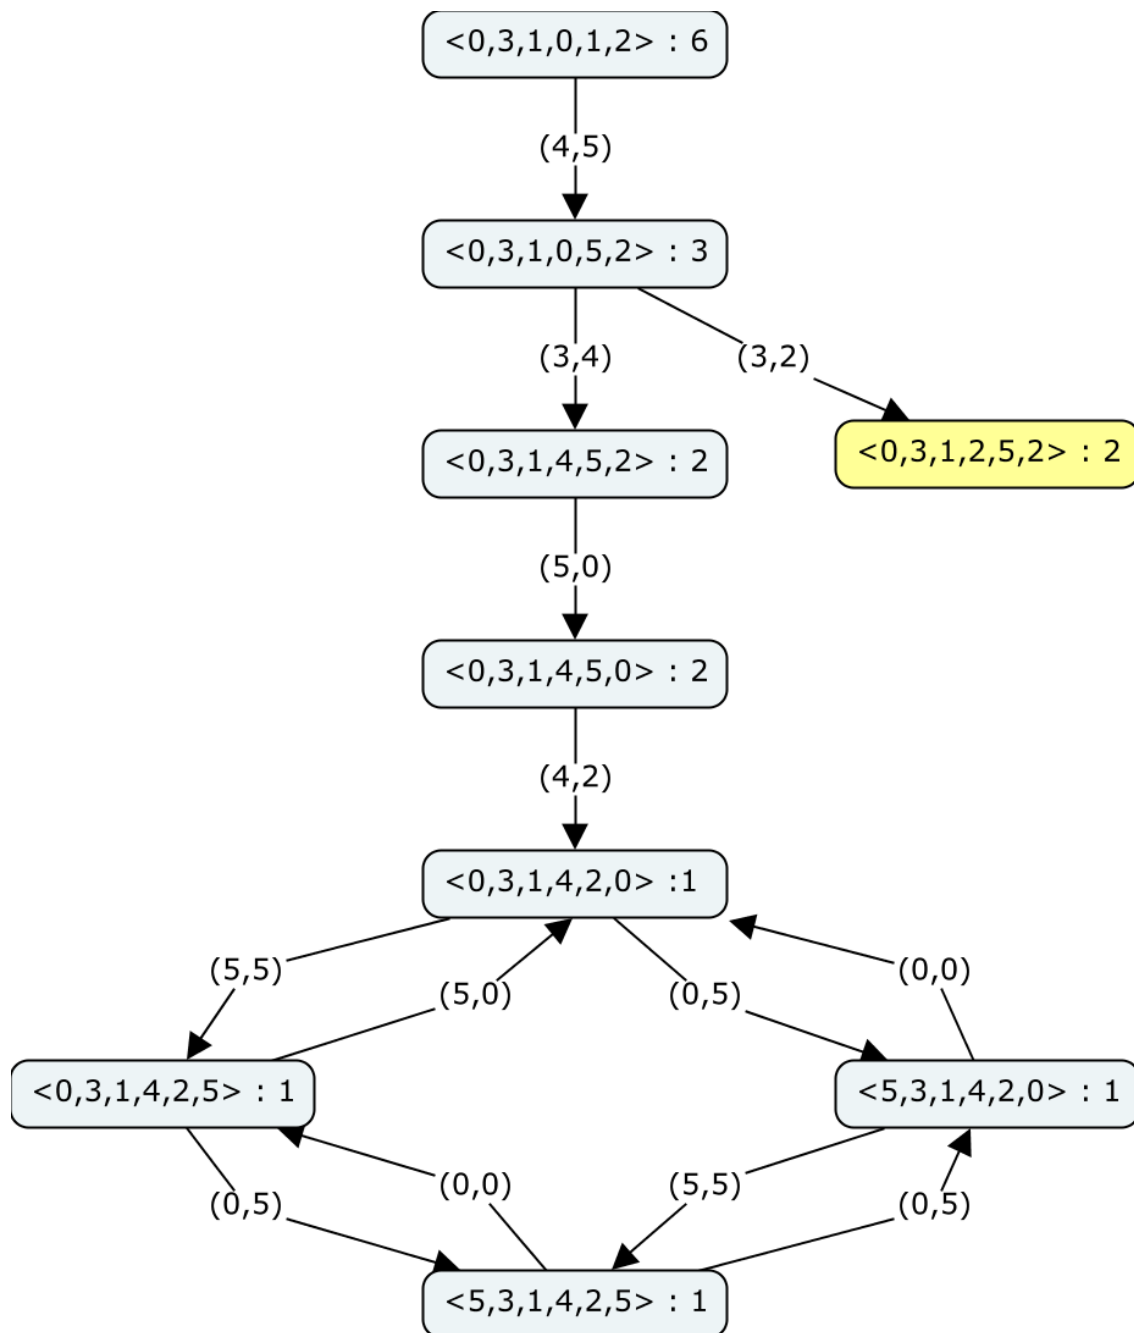 <0,3,1,0,1,2> : 6
(4,5)
<0,3,1,0,5,2> : 3
(3,4)
(3,2)
<0,3,1,4,5,2> : 2
<0,3,1,2,5,2> : 2
(5,0)
<0,3,1,4,5,0> : 2
(4,2)
<0,3,1,4,2,0> :1
(5,5)
(5,0)
(0,5)
(0,0)
<0,3,1,4,2,5> : 1
<5,3,1,4,2,0> : 1
(0,5)
(0,0)
(5,5)
(0,5)
<5,3,1,4,2,5> : 1